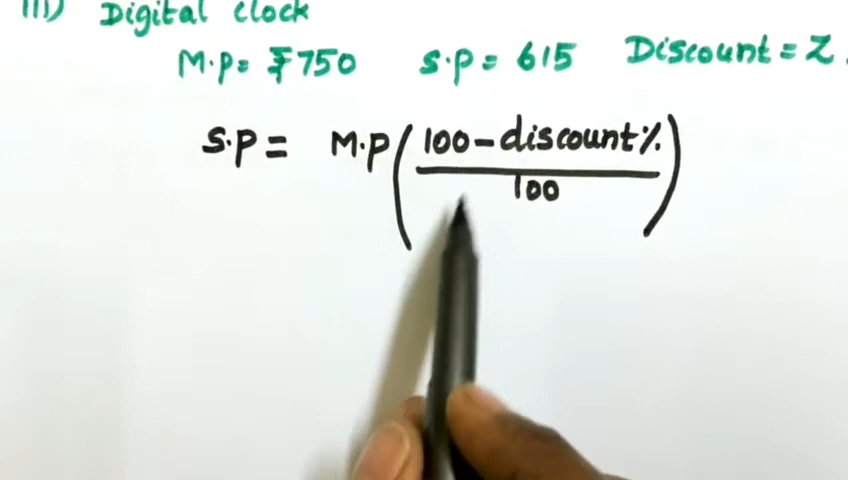 III) Digital clock
M.P = ₹750 S.P = 615 Discount = Z.
S.P = M.P (100 - discount% / 100)